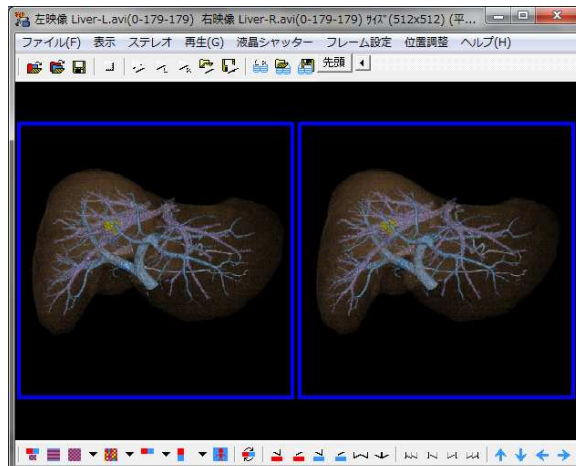 左映像 Liver-L.avi(0-179-179) 右映像 Liver-R.avi(0-179-179) ｻｲｽﾞ(512x512) (平...
ファイル(F) 表示 ステレオ 再生(G) 液晶シャッター フレーム設定 位置調整 ヘルプ(H)
先頭